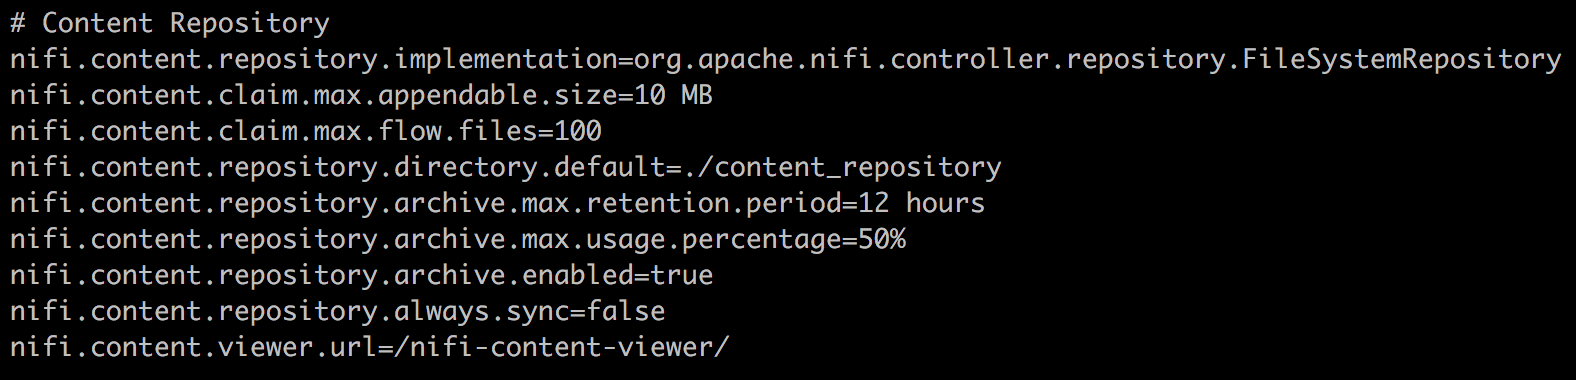 # Content Repository
nifi.content.repository.implementation=org.apache.nifi.controller.repository.FileSystemRepository
nifi.content.claim.max.appendable.size=10 MB
nifi.content.claim.max.flow.files=100
nifi.content.repository.directory.default=./content_repository
nifi.content.repository.archive.max.retention.period=12 hours
nifi.content.repository.archive.max.usage.percentage=50%
nifi.content.repository.archive.enabled=true
nifi.content.repository.always.sync=false
nifi.content.viewer.url=/nifi-content-viewer/